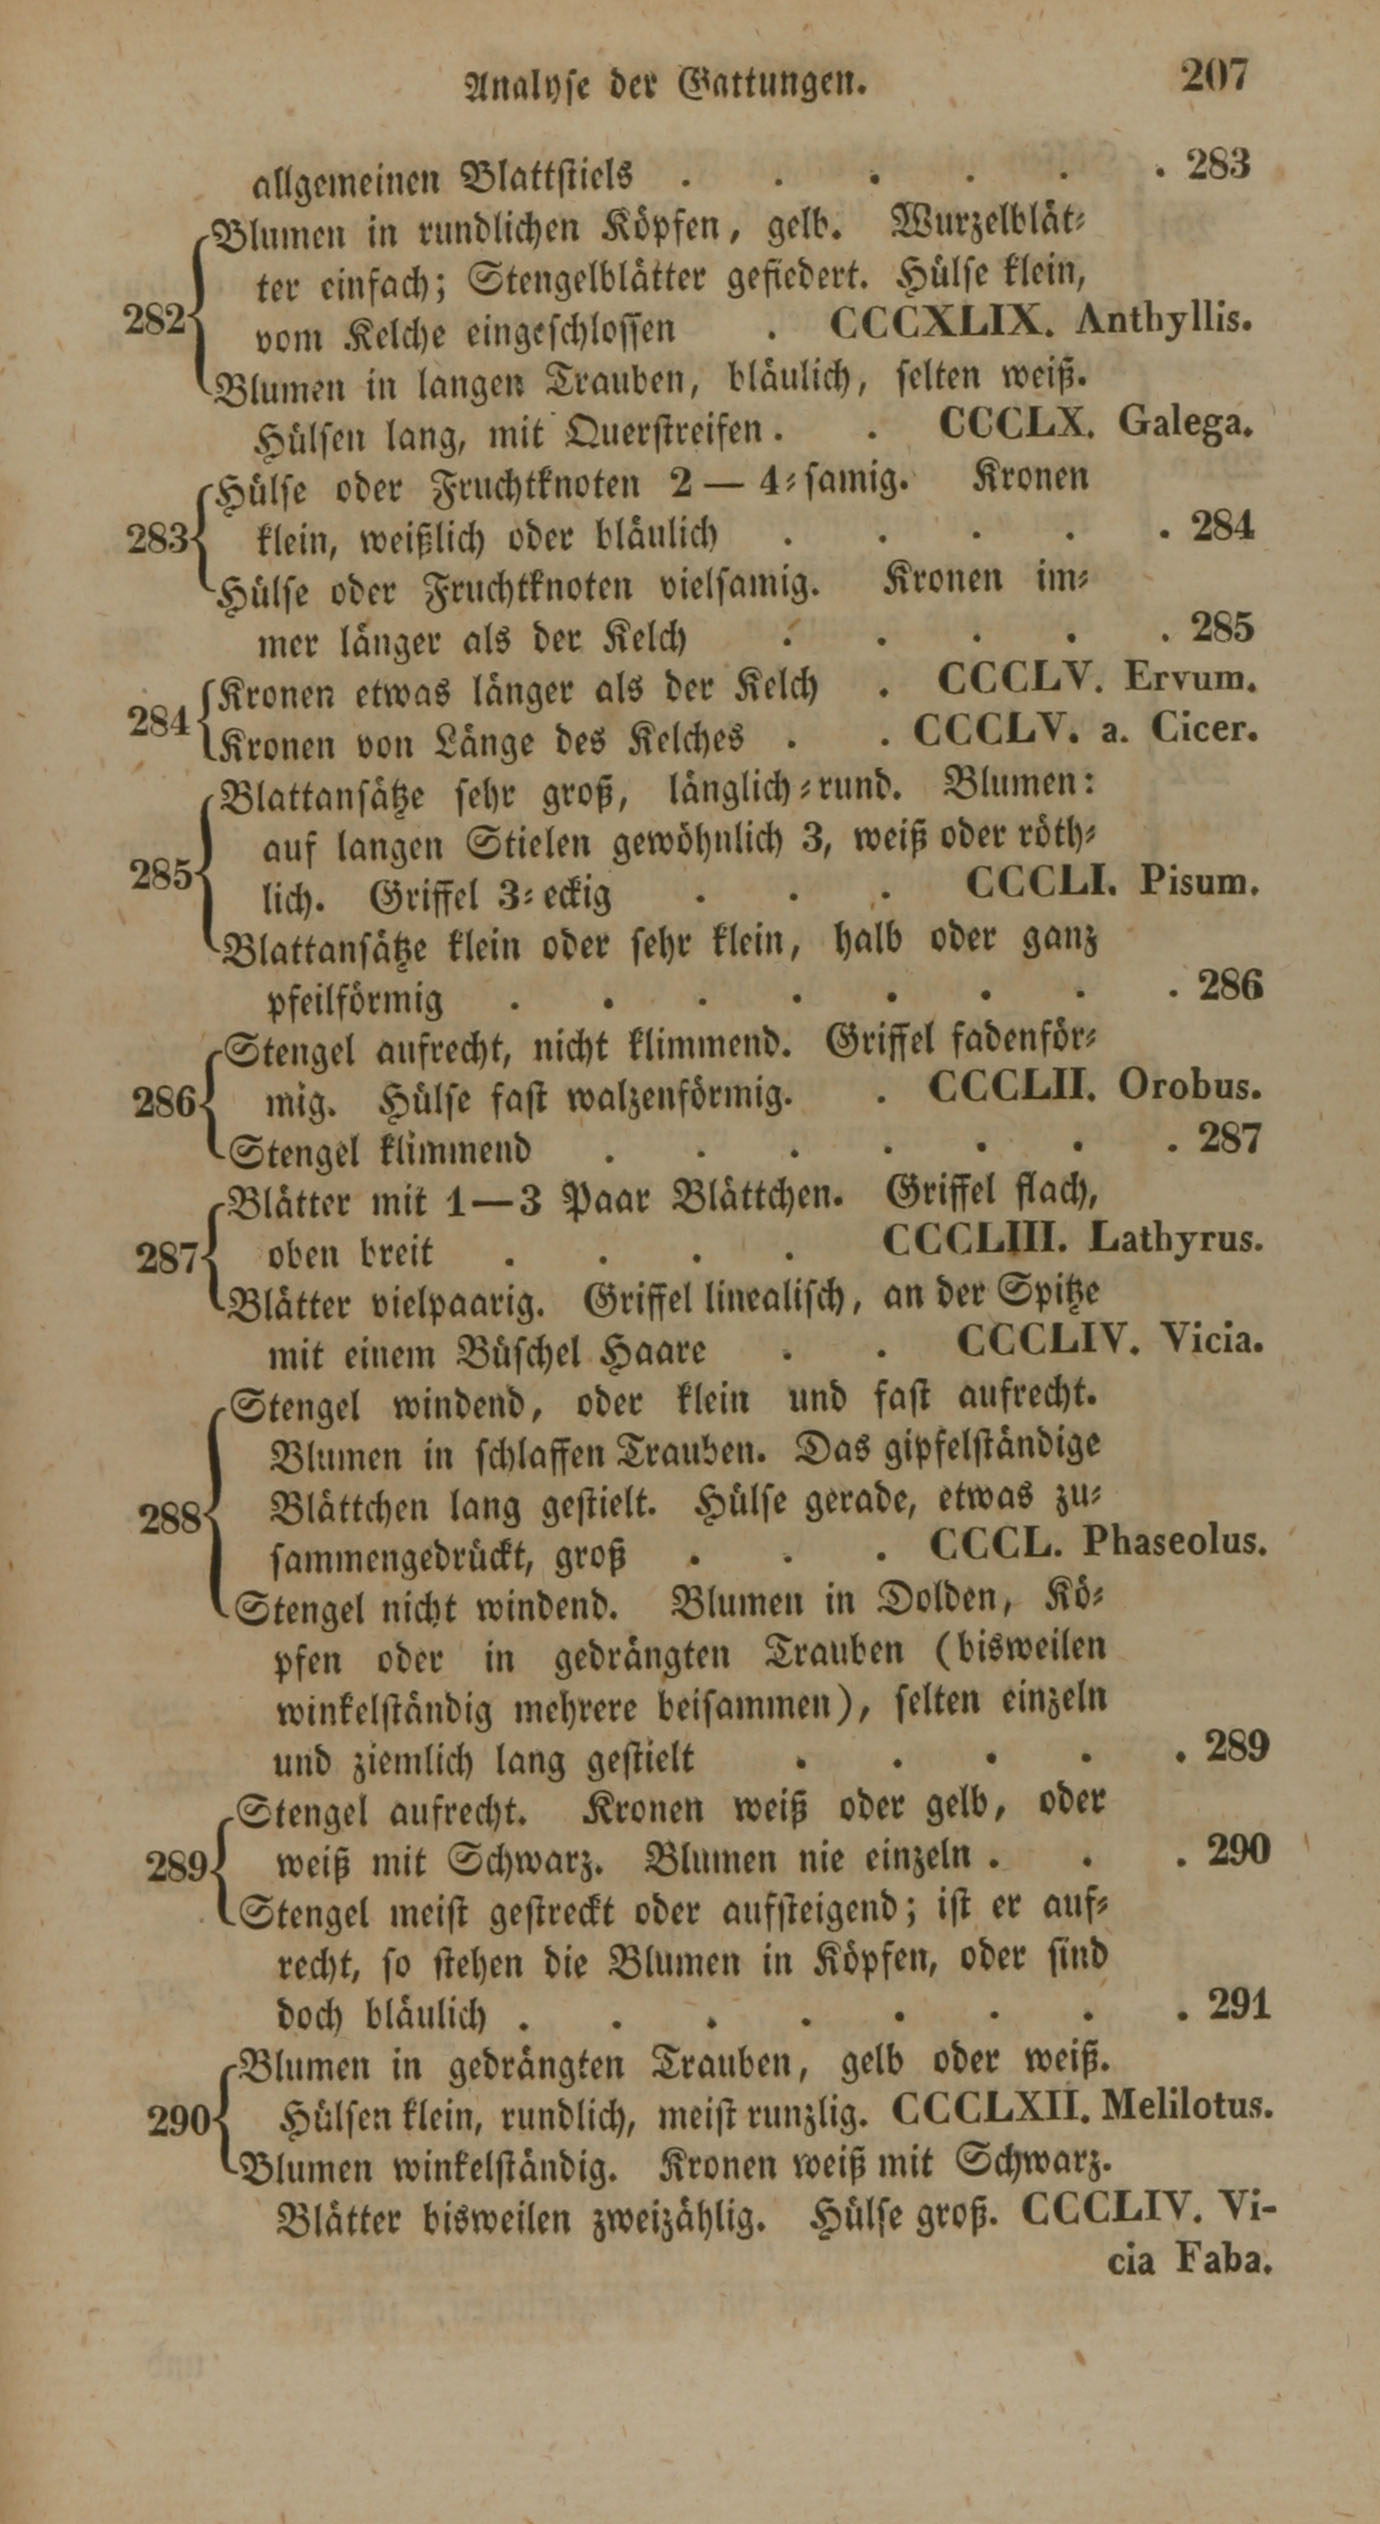 Analyse der Gattungen. 207
allgemeinen Blattstiels . . . . . . 283
Blumen in rundlichen Köpfen, gelb. Wurzelblät⸗
ter einfach; Stengelblätter gefiedert. Hülse klein,
282 vom Kelche eingeschlossen . CCCXLIX. Anthyllis.
Blumen in langen Trauben, bläulich, selten weiß.
Hülsen lang, mit Querstreifen . . CCCLX. Galega.
Hülse oder Fruchtknoten 2 — 4⸗samig. Kronen
283 klein, weißlich oder bläulich . . . . . 284
Hülse oder Fruchtknoten vielsamig. Kronen im⸗
mer länger als der Kelch . . . . . 285
284 Kronen etwas länger als der Kelch . CCCLV. Ervum.
Kronen von Länge des Kelches . . CCCLV. a. Cicer.
Blattansätze sehr groß, länglich⸗rund. Blumen:
auf langen Stielen gewöhnlich 3, weiß oder röth⸗
285 lich. Griffel 3⸗eckig . . . CCCLI. Pisum.
Blattansätze klein oder sehr klein, halb oder ganz
pfeilförmig . . . . . . . . 286
Stengel aufrecht, nicht klimmend. Griffel fadenför⸗
286 mig. Hülse fast walzenförmig. . CCCLII. Orobus.
Stengel klimmend . . . . . . . 287
Blätter mit 1—3 Paar Blättchen. Griffel flach,
287 oben breit . . . . CCCLIII. Lathyrus.
Blätter vielpaarig. Griffel linealisch, an der Spitze
mit einem Büschel Haare . . CCCLIV. Vicia.
Stengel windend, oder klein und fast aufrecht.
Blumen in schlaffen Trauben. Das gipfelständige
288 Blättchen lang gestielt. Hülse gerade, etwas zu⸗
sammengedrückt, groß . . . CCCL. Phaseolus.
Stengel nicht windend. Blumen in Dolden, Kö⸗
pfen oder in gedrängten Trauben (bisweilen
winkelständig mehrere beisammen), selten einzeln
und ziemlich lang gestielt . . . . . 289
Stengel aufrecht. Kronen weiß oder gelb, oder
289 weiß mit Schwarz. Blumen nie einzeln . . . 290
Stengel meist gestreckt oder aufsteigend; ist er auf⸗
recht, so stehen die Blumen in Köpfen, oder sind
doch bläulich . . . . . . . . 291
Blumen in gedrängten Trauben, gelb oder weiß.
290 Hülsen klein, rundlich, meist runzlig. CCCLXII. Melilotus.
Blumen winkelständig. Kronen weiß mit Schwarz.
Blätter bisweilen zweizählig. Hülse groß. CCCLIV. Vi-
cia Faba.